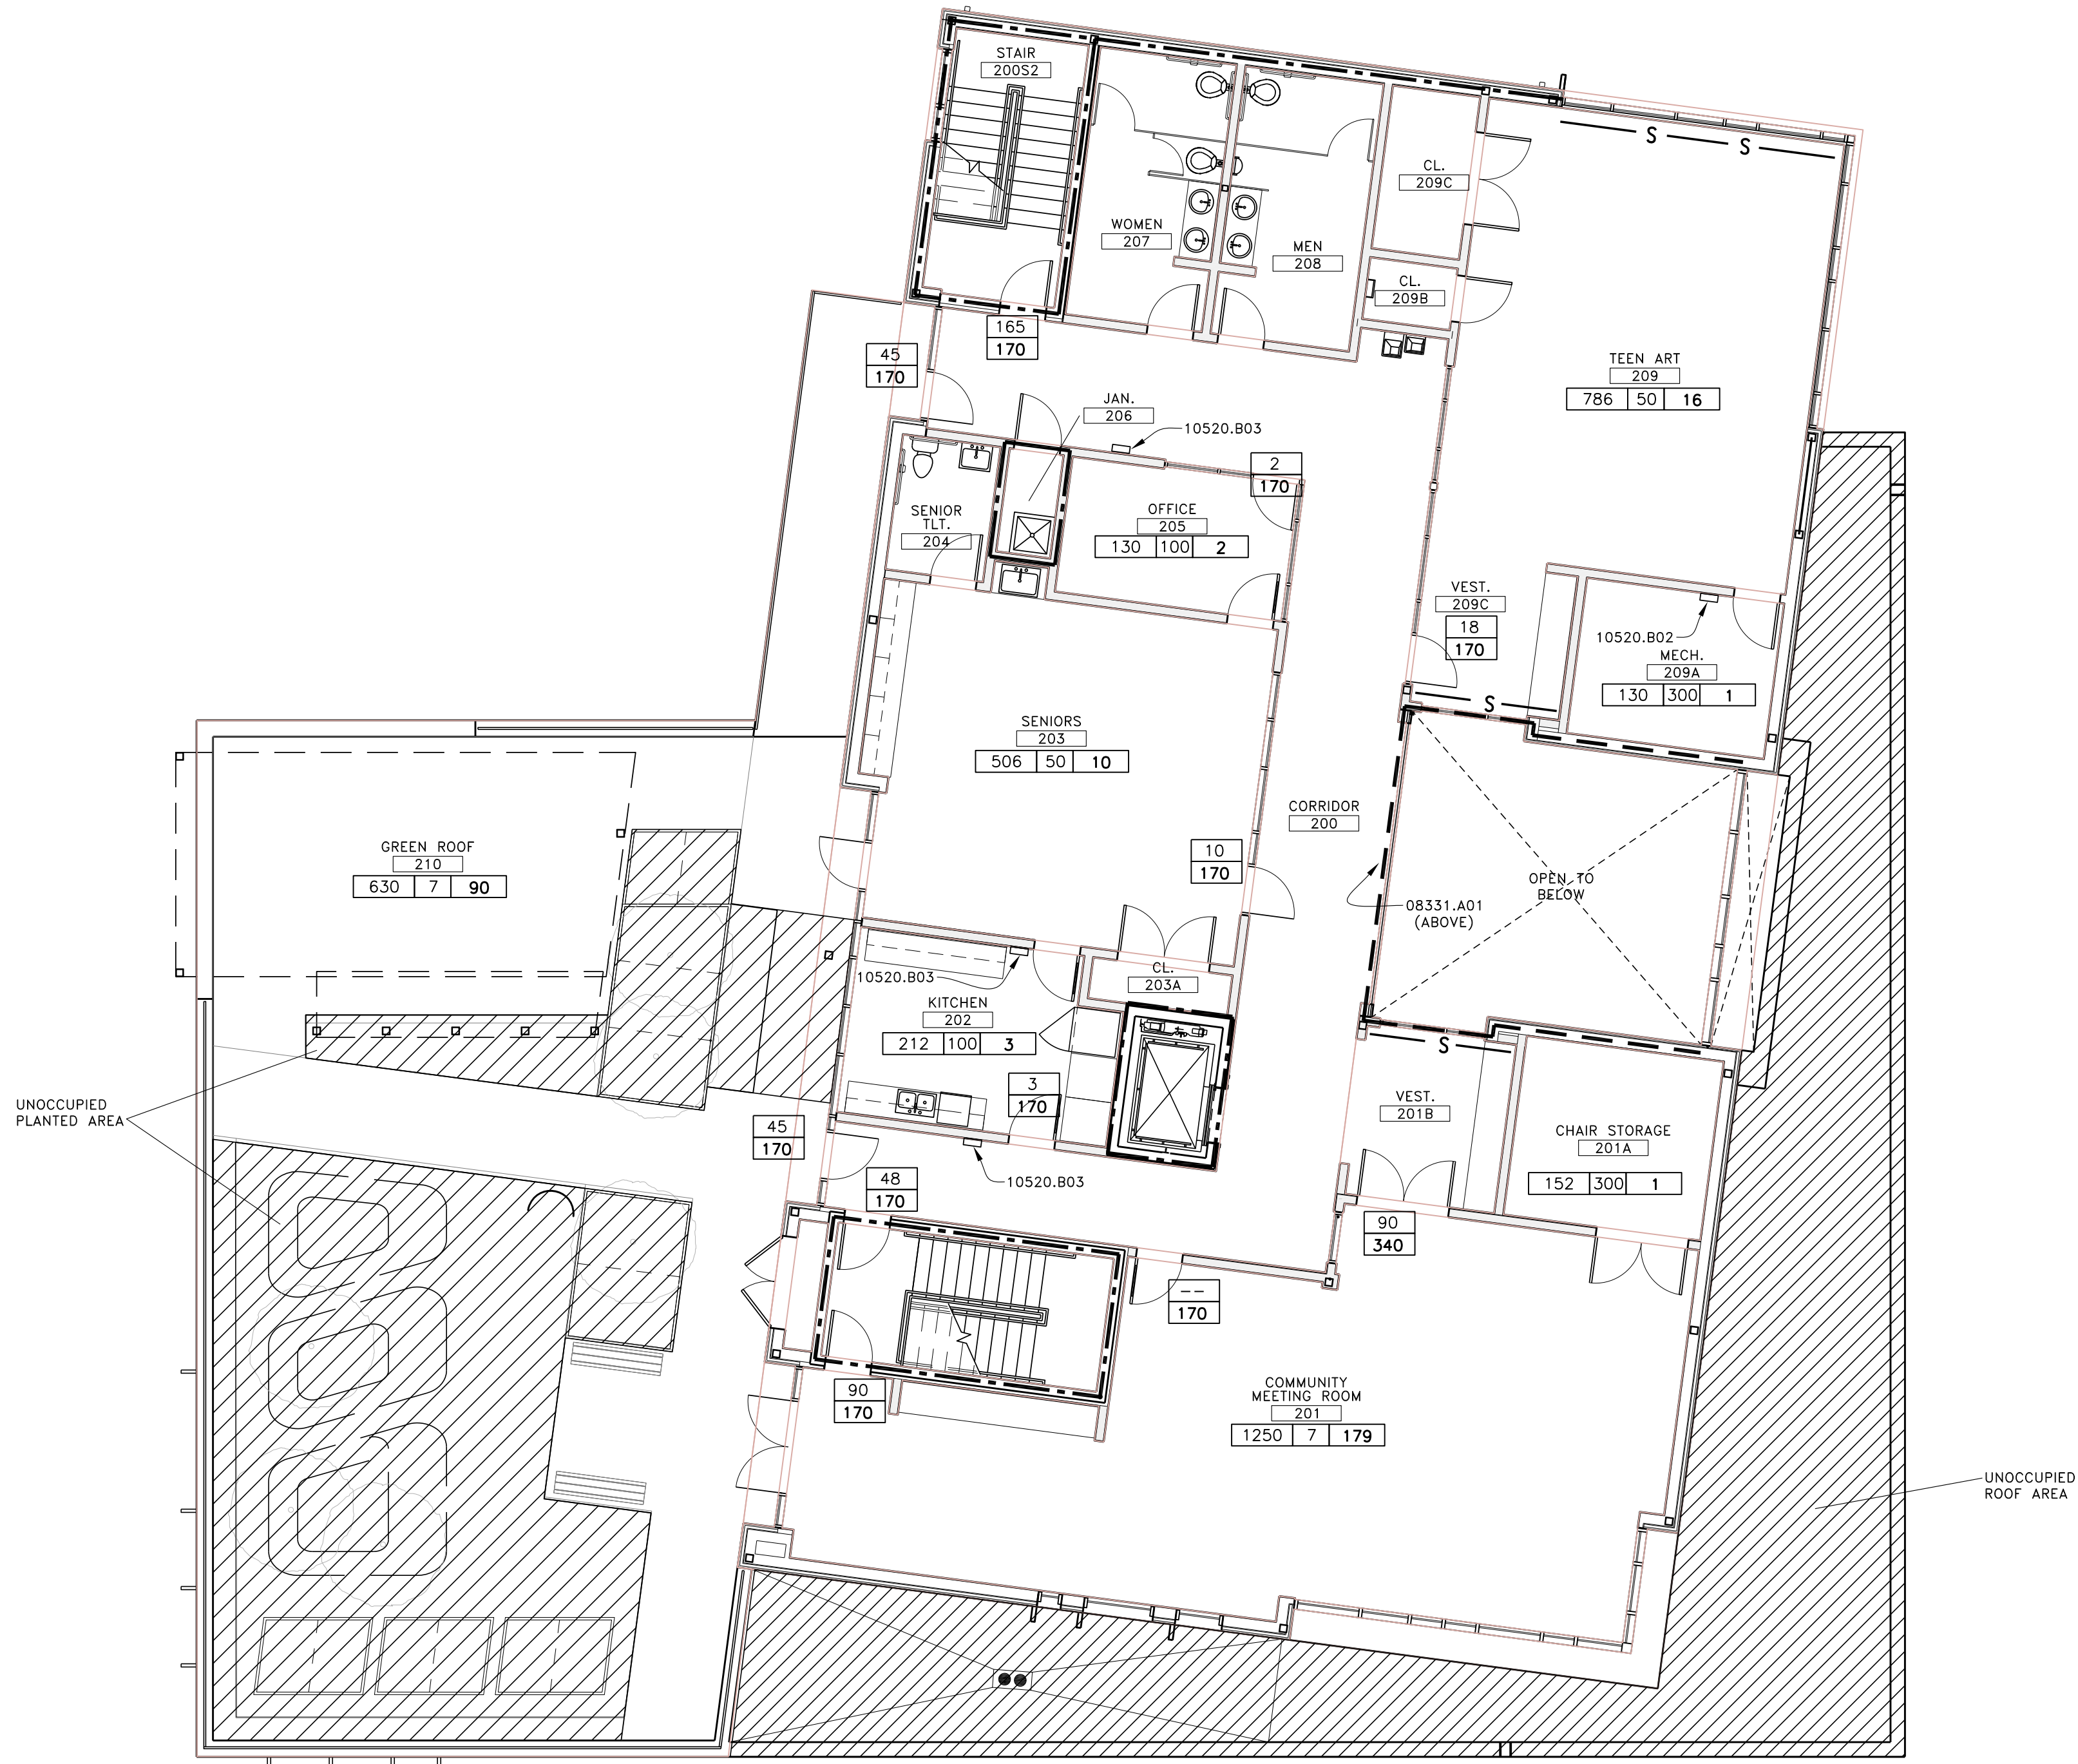 STAIR
200S2
S S
CL.
209C
WOMEN
207
MEN
208
CL.
209B
165
170
45
170
TEEN ART
209
786 50 16
JAN.
206
10520.B03
2
170
SENIOR
TLT.
204
OFFICE
205
130 100 2
VEST.
209C
18
170
10520.B02
MECH.
209A
130 300 1
S
SENIORS
203
506 50 10
CORRIDOR
200
GREEN ROOF
210
630 7 90
10
170
OPEN TO
BELOW
08331.A01
(ABOVE)
10520.B03
CL.
203A
KITCHEN
202
212 100 3
S
3
170
UNOCCUPIED
PLANTED AREA
VEST.
201B
45
170
CHAIR STORAGE
201A
152 300 1
48
170
10520.B03
90
340
--
170
90
170
COMMUNITY
MEETING ROOM
201
1250 7 179
UNOCCUPIED
ROOF AREA